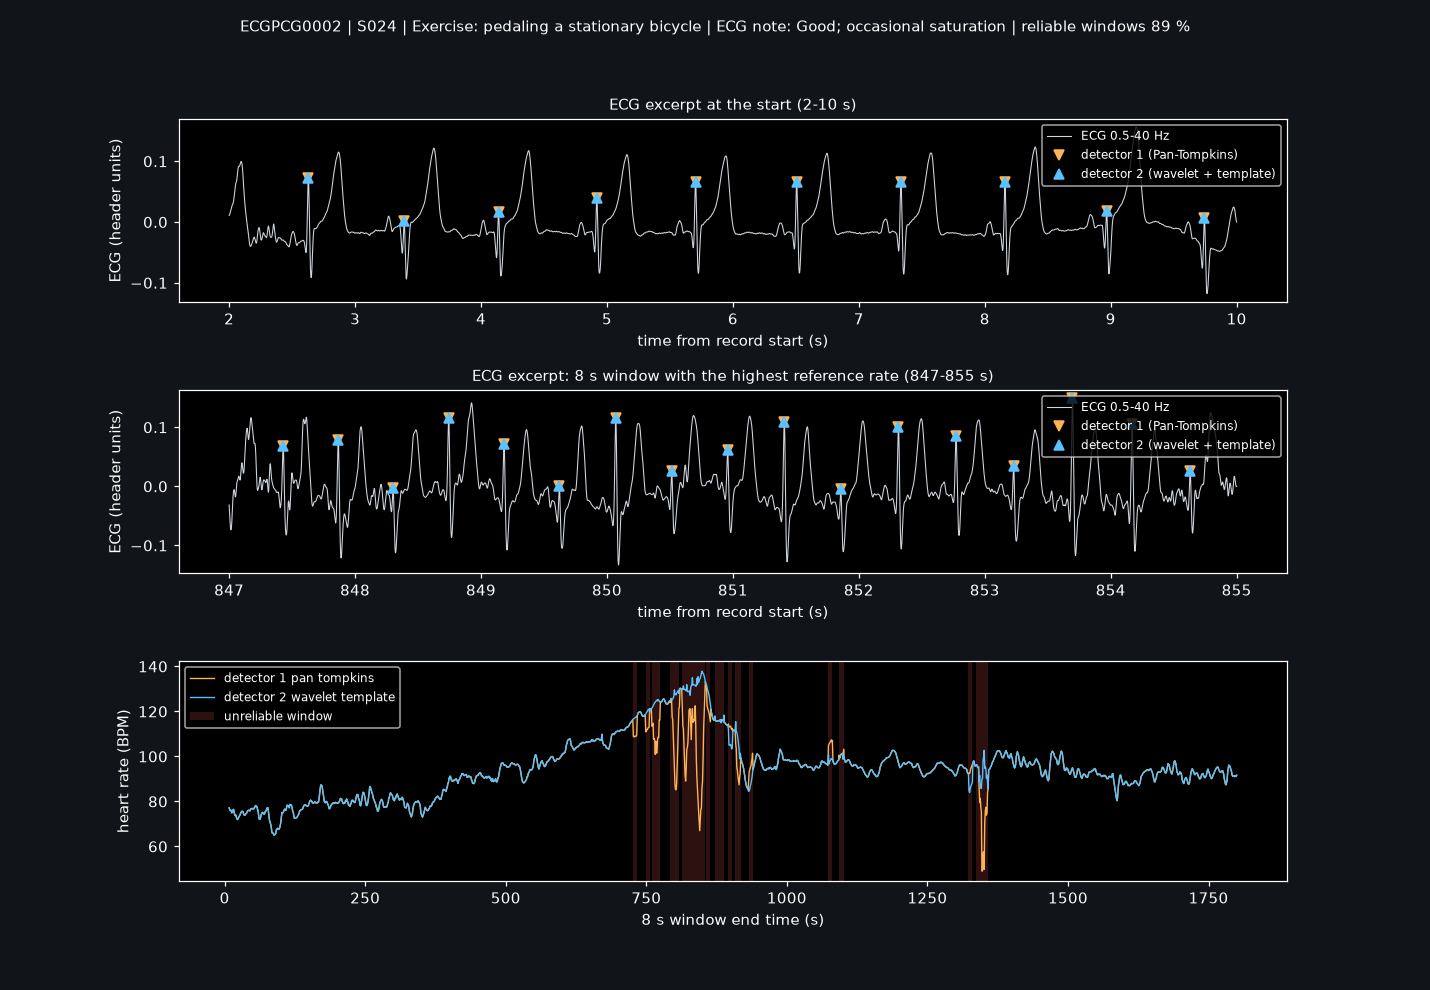 ECGPCG0002 | S024 | Exercise: pedaling a stationary bicycle | ECG note: Good; occasional saturation | reliable windows 89 %
ECG excerpt at the start (2-10 s)
ECG (header units)
0.1
0.0
−0.1
ECG 0.5-40 Hz
detector 1 (Pan-Tompkins)
detector 2 (wavelet + template)
2 3 4 5 6 7 8 9 10
time from record start (s)
ECG excerpt: 8 s window with the highest reference rate (847-855 s)
ECG (header units)
0.1
0.0
−0.1
ECG 0.5-40 Hz
detector 1 (Pan-Tompkins)
detector 2 (wavelet + template)
847 848 849 850 851 852 853 854 855
time from record start (s)
heart rate (BPM)
140
120
100
80
60
detector 1 pan tompkins
detector 2 wavelet template
unreliable window
0 250 500 750 1000 1250 1500 1750
8 s window end time (s)